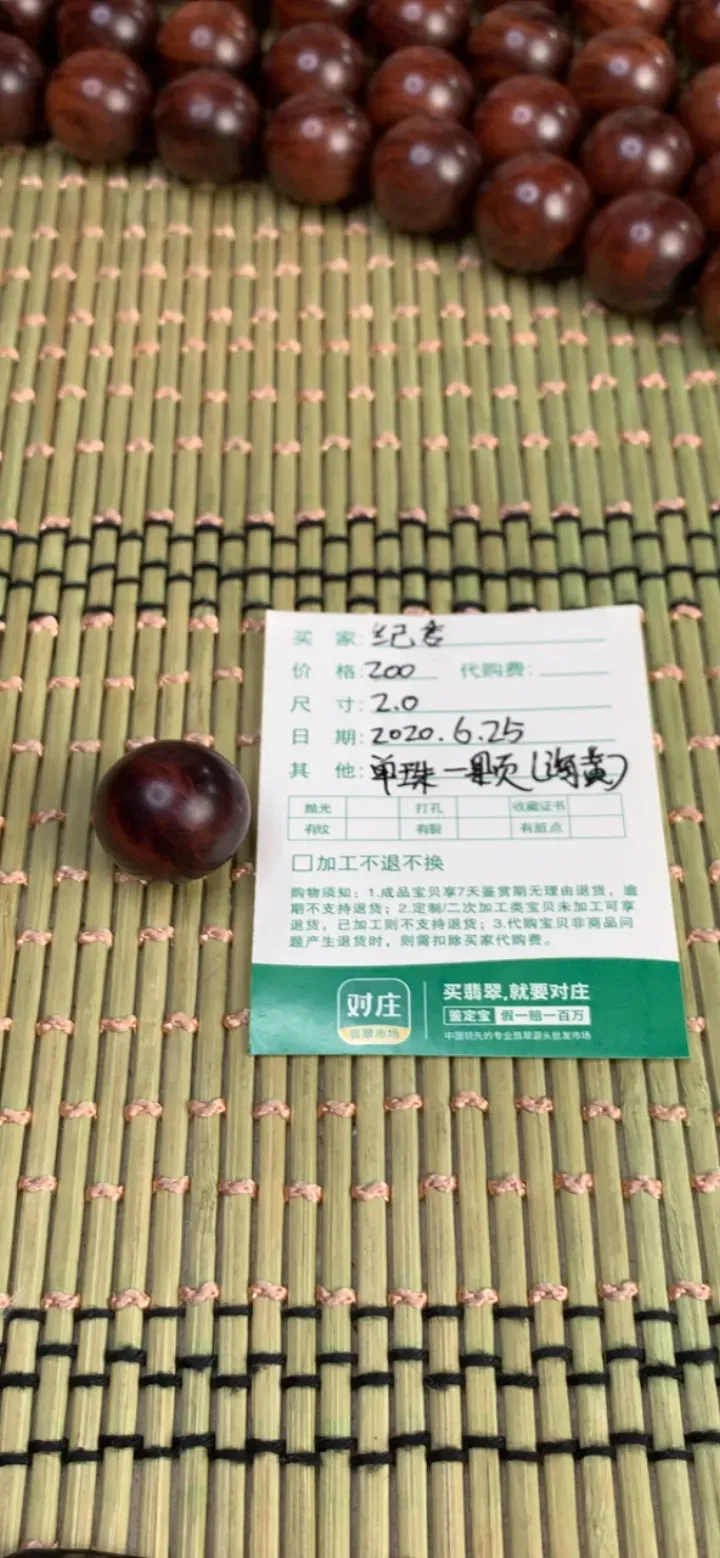 买 家: 纪
价 格: 200 代购费:
尺 寸: 2.0
日 期: 2020.6.25
其 他: 单珠一颗(海黄)
抛光 打孔 收藏证书
有纹 有裂 有脏点
□加工不退不换
购物须知: 1.成品宝贝享7天鉴赏期无理由退货, 逾
期不支持退货; 2.定制/二次加工类宝贝未加工可享
退货, 已加工则不支持退货; 3.代购宝贝非商品问
题产生退货时, 则需扣除买家代购费。
对庄
翡翠市场
买翡翠,就要对庄
鉴定宝 假一赔一百万
中国领先的专业翡翠源头批发市场